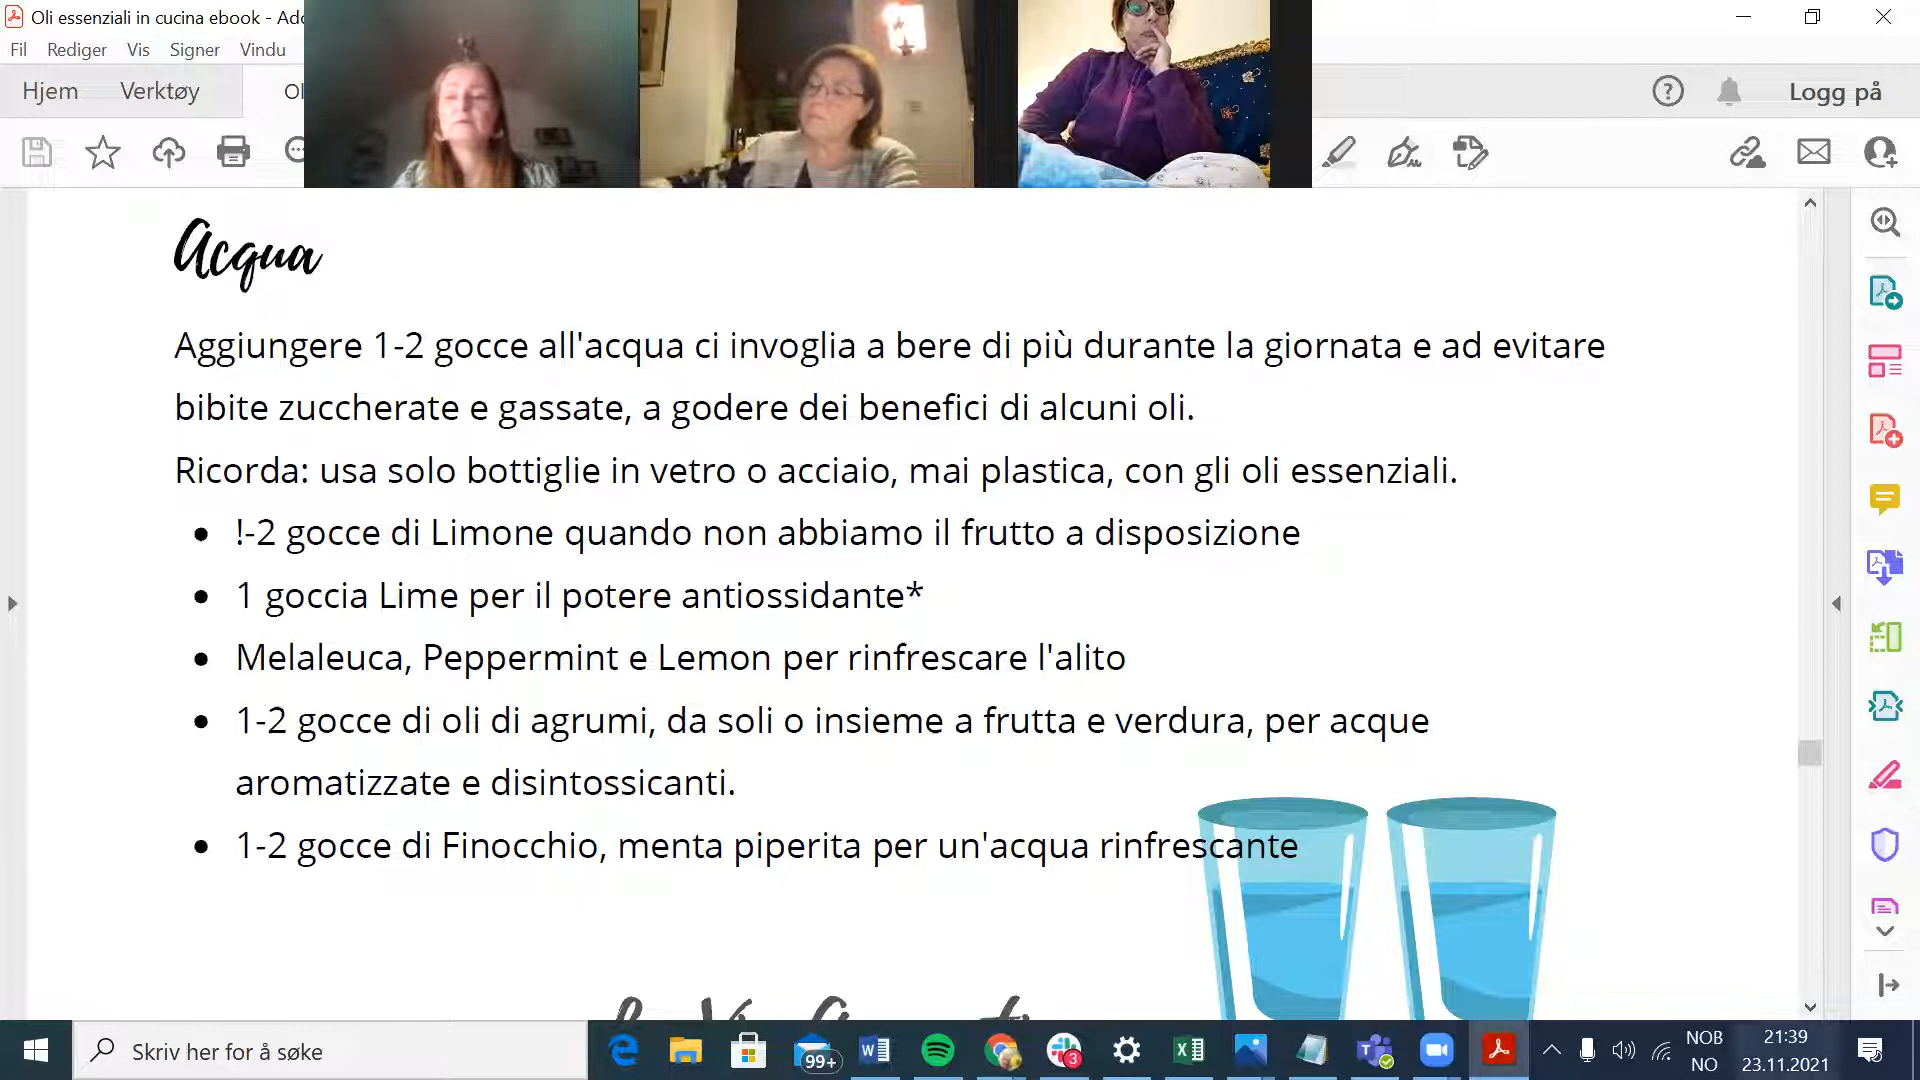 Oli essenziali in cucina ebook - Ado
Fil Rediger Vis Signer Vindu
Hjem Verktøy Ol Logg på
Acqua
Aggiungere 1-2 gocce all'acqua ci invoglia a bere di più durante la giornata e ad evitare
bibite zuccherate e gassate, a godere dei benefici di alcuni oli.
Ricorda: usa solo bottiglie in vetro o acciaio, mai plastica, con gli oli essenziali.
• !-2 gocce di Limone quando non abbiamo il frutto a disposizione
• 1 goccia Lime per il potere antiossidante*
• Melaleuca, Peppermint e Lemon per rinfrescare l'alito
• 1-2 gocce di oli di agrumi, da soli o insieme a frutta e verdura, per acque
aromatizzate e disintossicanti.
• 1-2 gocce di Finocchio, menta piperita per un'acqua rinfrescante
Skriv her for å søke
99+
3
NOB
NO
21:39
23.11.2021